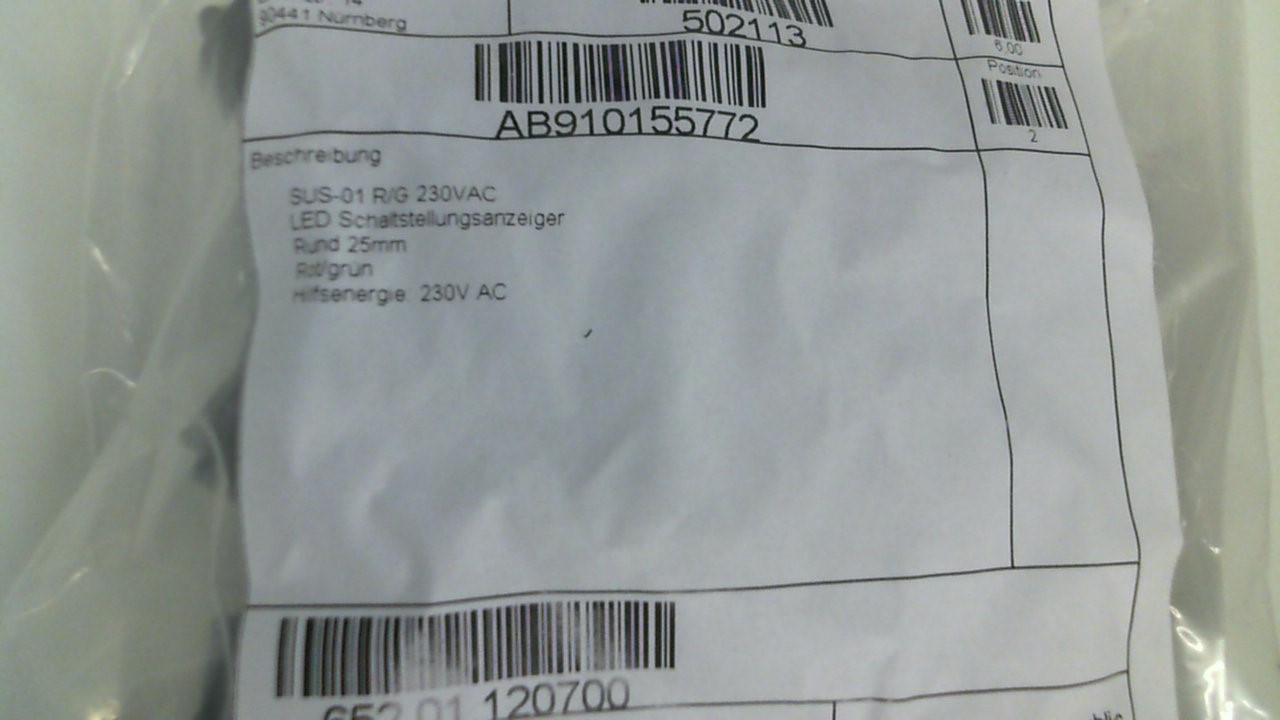 90441 Nürnberg
502113
6,00
AB910155772
Position
2
Beschreibung
SUS-01 R/G 230VAC
LED Schaltstellungsanzeiger
Rund 25mm
Rot/grün
Hilfsenergie: 230V AC
652 01 120700